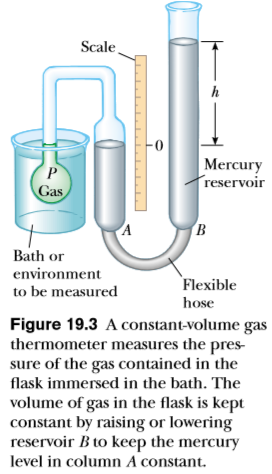 Scale
h
0
P
Gas
Mercury
reservoir
A
B
Bath or
environment
to be measured
Flexible
hose
Figure 19.3 A constant-volume gas
thermometer measures the pres-
sure of the gas contained in the
flask immersed in the bath. The
volume of gas in the flask is kept
constant by raising or lowering
reservoir B to keep the mercury
level in column A constant.